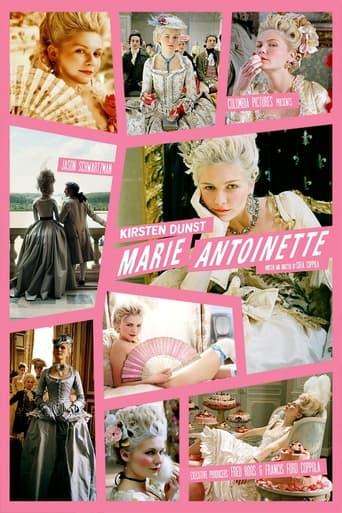 COLUMBIA PICTURES
PRESENTS
JASON SCHWARTZMAN
KIRSTEN DUNST
MARIE ANTOINETTE
WRITTEN AND DIRECTED BY SOFIA COPPOLA
EXECUTIVE PRODUCERS FRED ROOS & FRANCIS FORD COPPOLA